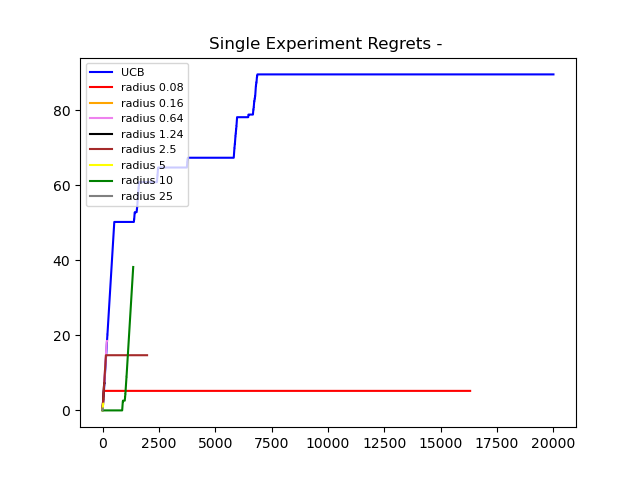 Single Experiment Regrets -
UCB
radius 0.08
radius 0.16
radius 0.64
radius 1.24
radius 2.5
radius 5
radius 10
radius 25
80
60
40
20
0
0 2500 5000 7500 10000 12500 15000 17500 20000